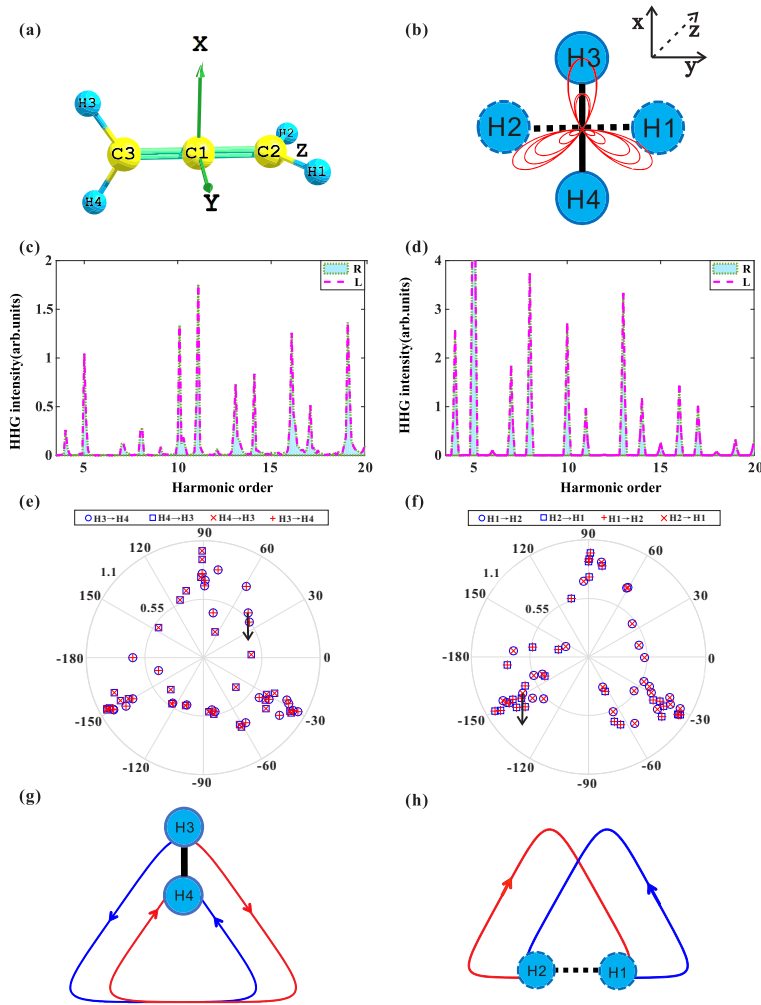 (a)
X
H3
C3
C1
C2
H2
Z
H1
H4
Y
(b)
x
z
y
H3
H2
H1
H4
(c)
HHG intensity(arb.units)
2
1.5
1
0.5
0
5
10
15
20
Harmonic order
R
L
(d)
HHG intensity(arb.units)
4
3
2
1
0
5
10
15
20
Harmonic order
R
L
(e)
H3→H4 H4→H3 H4→H3 H3→H4
90
120
60
1.1
150
0.55
30
-180
0
-150
-30
-120
-60
-90
(f)
H1→H2 H2→H1 H1→H2 H2→H1
90
120
60
1.1
150
0.55
30
-180
0
-150
-30
-120
-60
-90
(g)
H3
H4
(h)
H2
H1